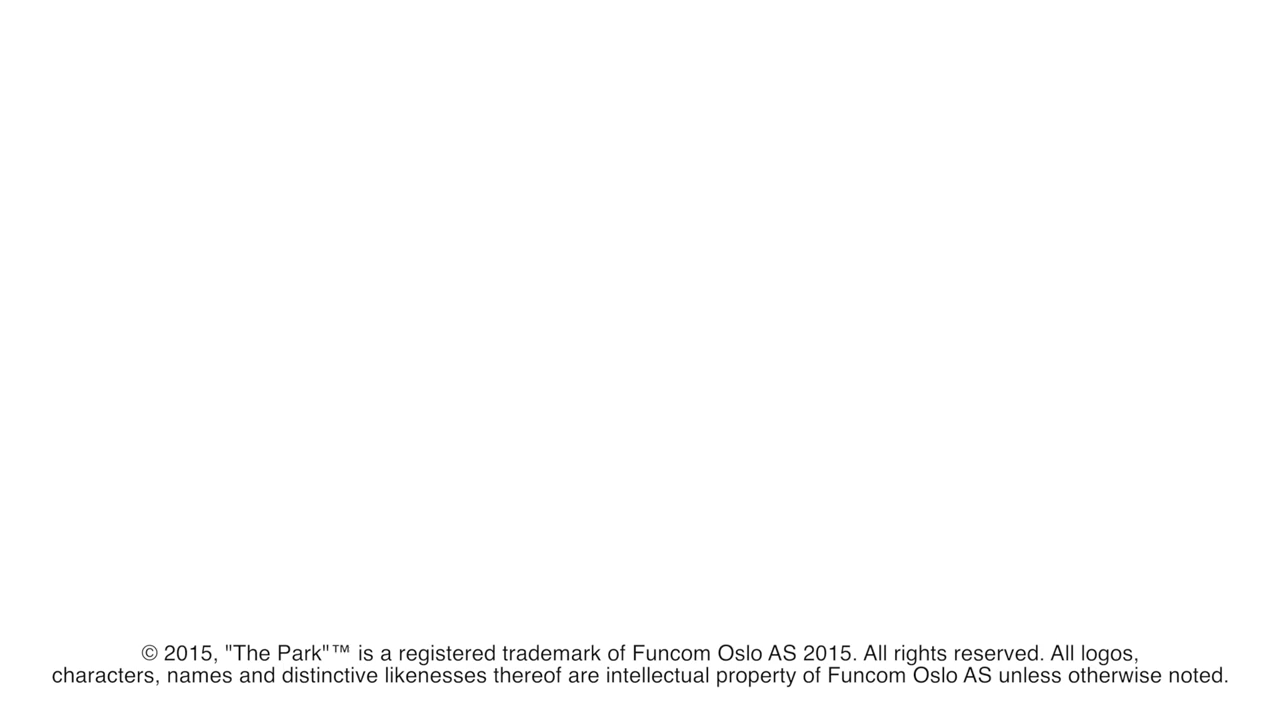 © 2015, "The Park"™ is a registered trademark of Funcom Oslo AS 2015. All rights reserved. All logos,
characters, names and distinctive likenesses thereof are intellectual property of Funcom Oslo AS unless otherwise noted.